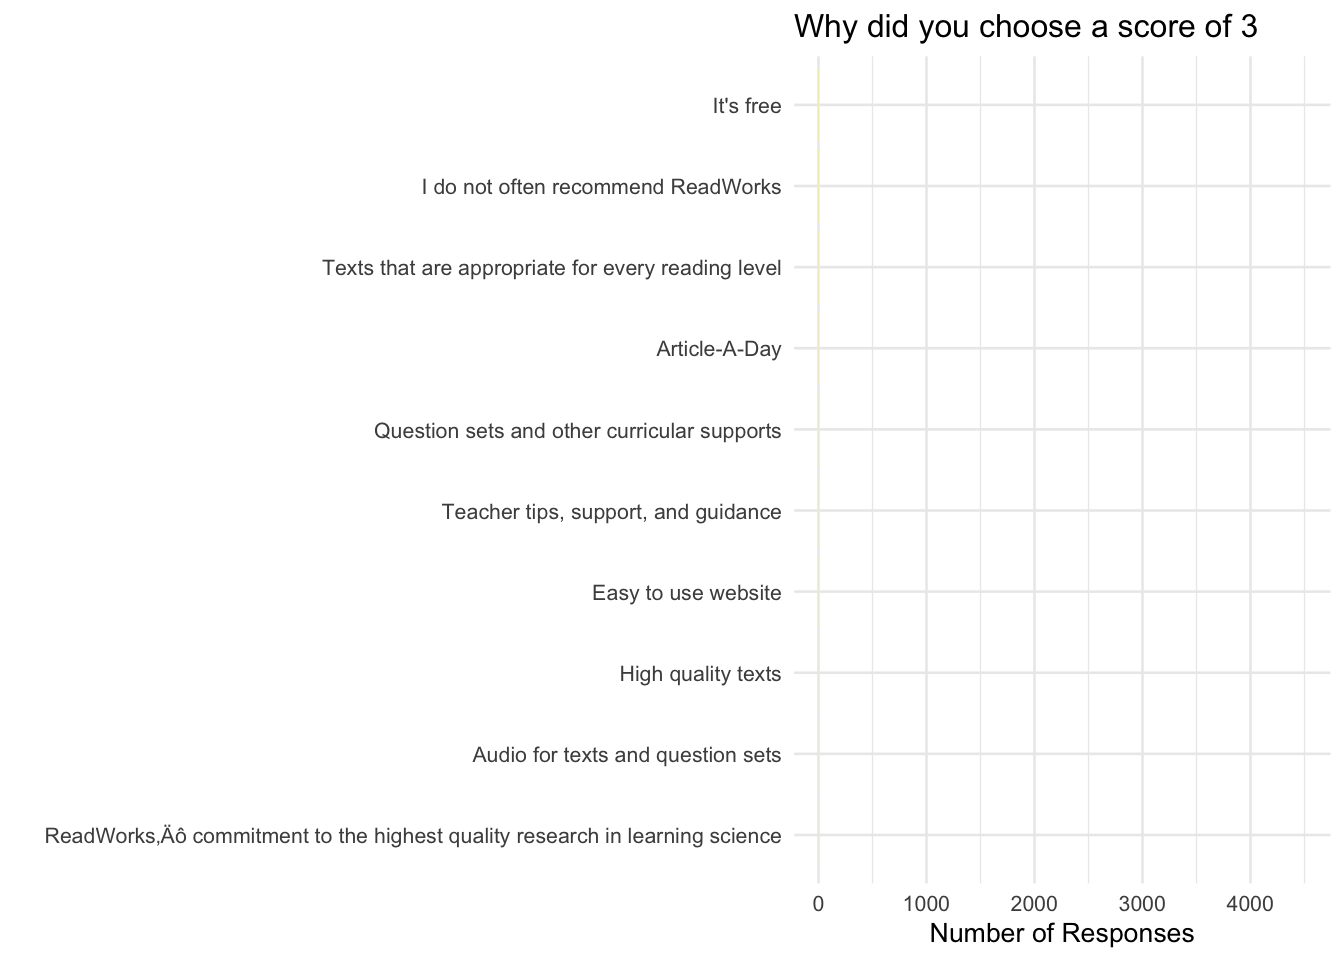 Why did you choose a score of 3
It's free
I do not often recommend ReadWorks
Texts that are appropriate for every reading level
Article-A-Day
Question sets and other curricular supports
Teacher tips, support, and guidance
Easy to use website
High quality texts
Audio for texts and question sets
ReadWorks‚Äô commitment to the highest quality research in learning science
0 1000 2000 3000 4000
Number of Responses